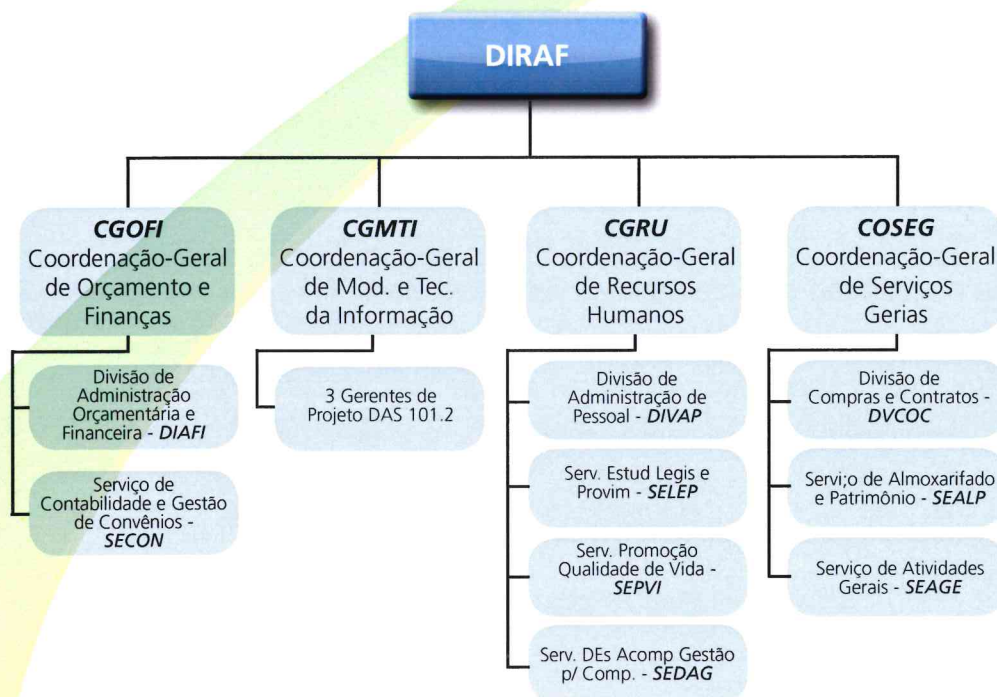 DIRAF
CGOFI
Coordenação-Geral
de Orçamento e
Finanças
Divisão de
Administração
Orçamentária e
Financeira - DIAFI
Serviço de
Contabilidade e Gestão
de Convênios -
SECON
CGMTI
Coordenação-Geral
de Mod. e Tec.
da Informação
3 Gerentes de
Projeto DAS 101.2
CGRU
Coordenação-Geral
de Recursos
Humanos
Divisão de
Administração de
Pessoal - DIVAP
Serv. Estud Legis e
Provim - SELEP
Serv. Promoção
Qualidade de Vida -
SEPVI
Serv. DEs Acomp Gestão
p/ Comp. - SEDAG
COSEG
Coordenação-Geral
de Serviços
Gerias
Divisão de
Compras e Contratos -
DVCOC
Servi;o de Almoxarifado
e Patrimônio - SEALP
Serviço de Atividades
Gerais - SEAGE